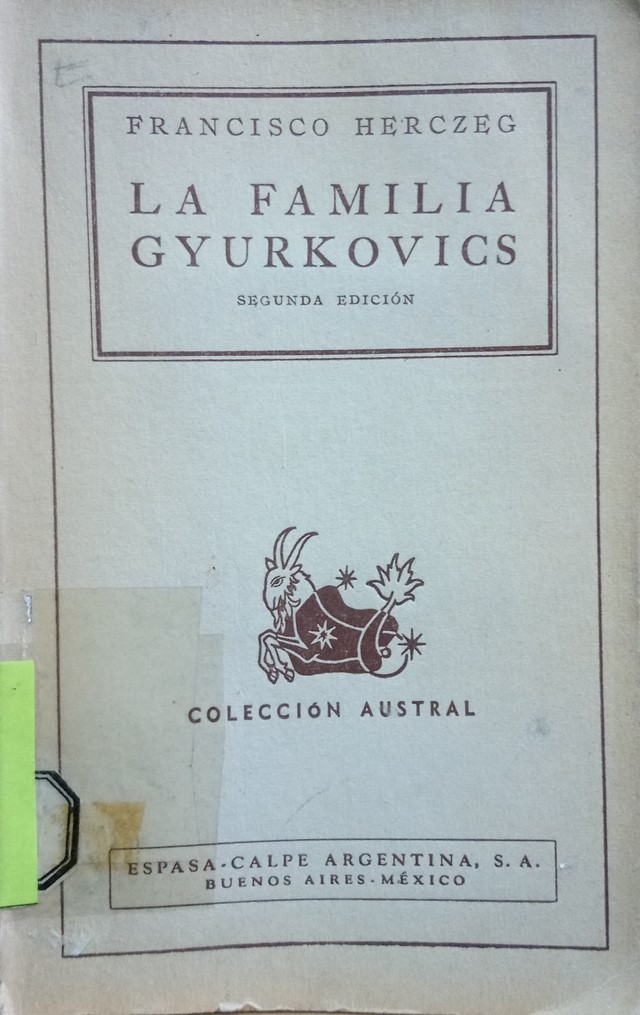 FRANCISCO HERCZEG
LA FAMILIA
GYURKOVICS
SEGUNDA EDICIÓN
COLECCIÓN AUSTRAL
ESPASA-CALPE ARGENTINA, S. A.
BUENOS AIRES-MÉXICO